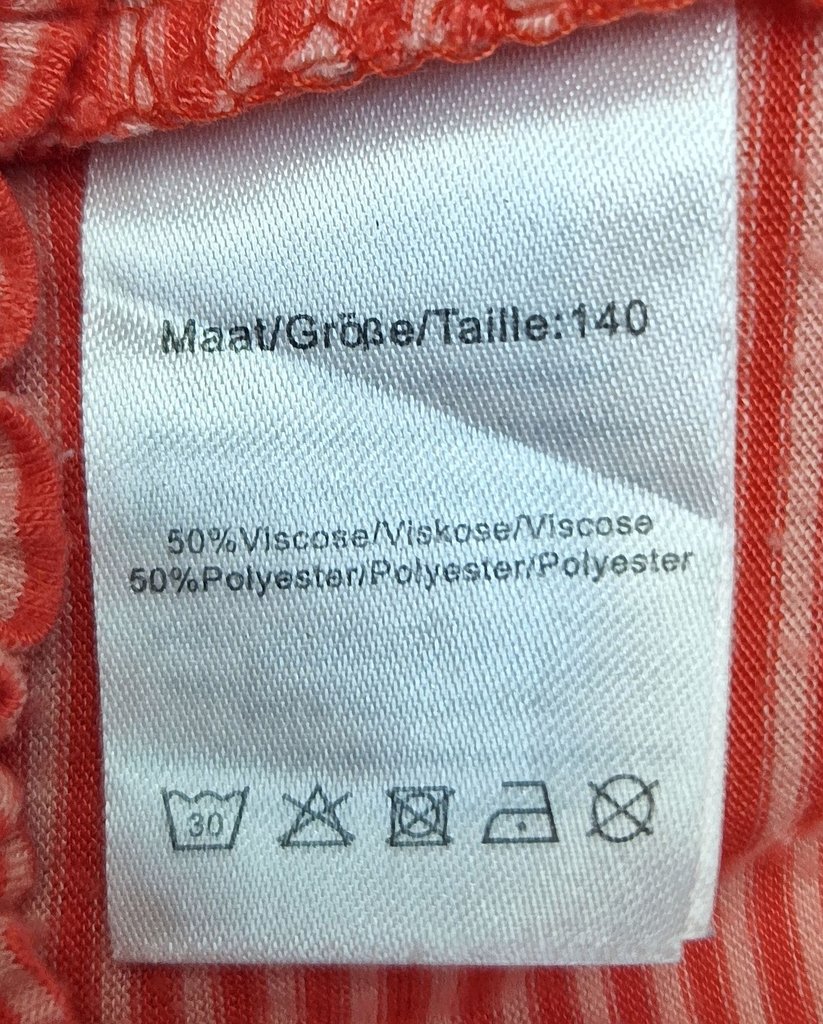 Maat/Größe/Taille:140
50%Viscose/Viskose/Viscose
50%Polyester/Polyester/Polyester
30